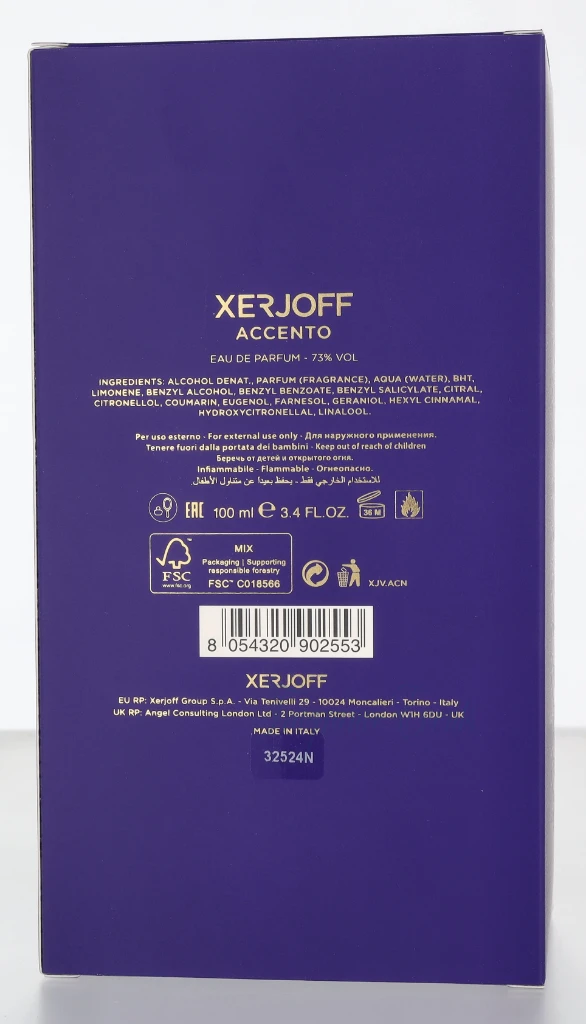 XERJOFF
ACCENTO
EAU DE PARFUM - 73% VOL
INGREDIENTS: ALCOHOL DENAT., PARFUM (FRAGRANCE), AQUA (WATER), BHT,
LIMONENE, BENZYL ALCOHOL, BENZYL BENZOATE, BENZYL SALICYLATE, CITRAL,
CITRONELLOL, COUMARIN, EUGENOL, FARNESOL, GERANIOL, HEXYL CINNAMAL,
HYDROXYCITRONELLAL, LINALOOL.
Per uso esterno - For external use only - Для наружного применения.
Tenere fuori dalla portata dei bambini - Keep out of reach of children
Беречь от детей и открытого огня.
Infiammabile - Flammable - Огнеопасно.
للاستخدام الخارجي فقط - يحفظ بعيدا عن متناول الأطفال.
EAC 100 ml ℮ 3.4 FL.OZ. 36 M
FSC
www.fsc.org
MIX
Packaging | Supporting
responsible forestry
FSC™ C018566
XJV.ACN
8 054320 902553
XERJOFF
EU RP: Xerjoff Group S.p.A. - Via Tenivelli 29 - 10024 Moncalieri - Torino - Italy
UK RP: Angel Consulting London Ltd - 2 Portman Street - London W1H 6DU - UK
MADE IN ITALY
32524N